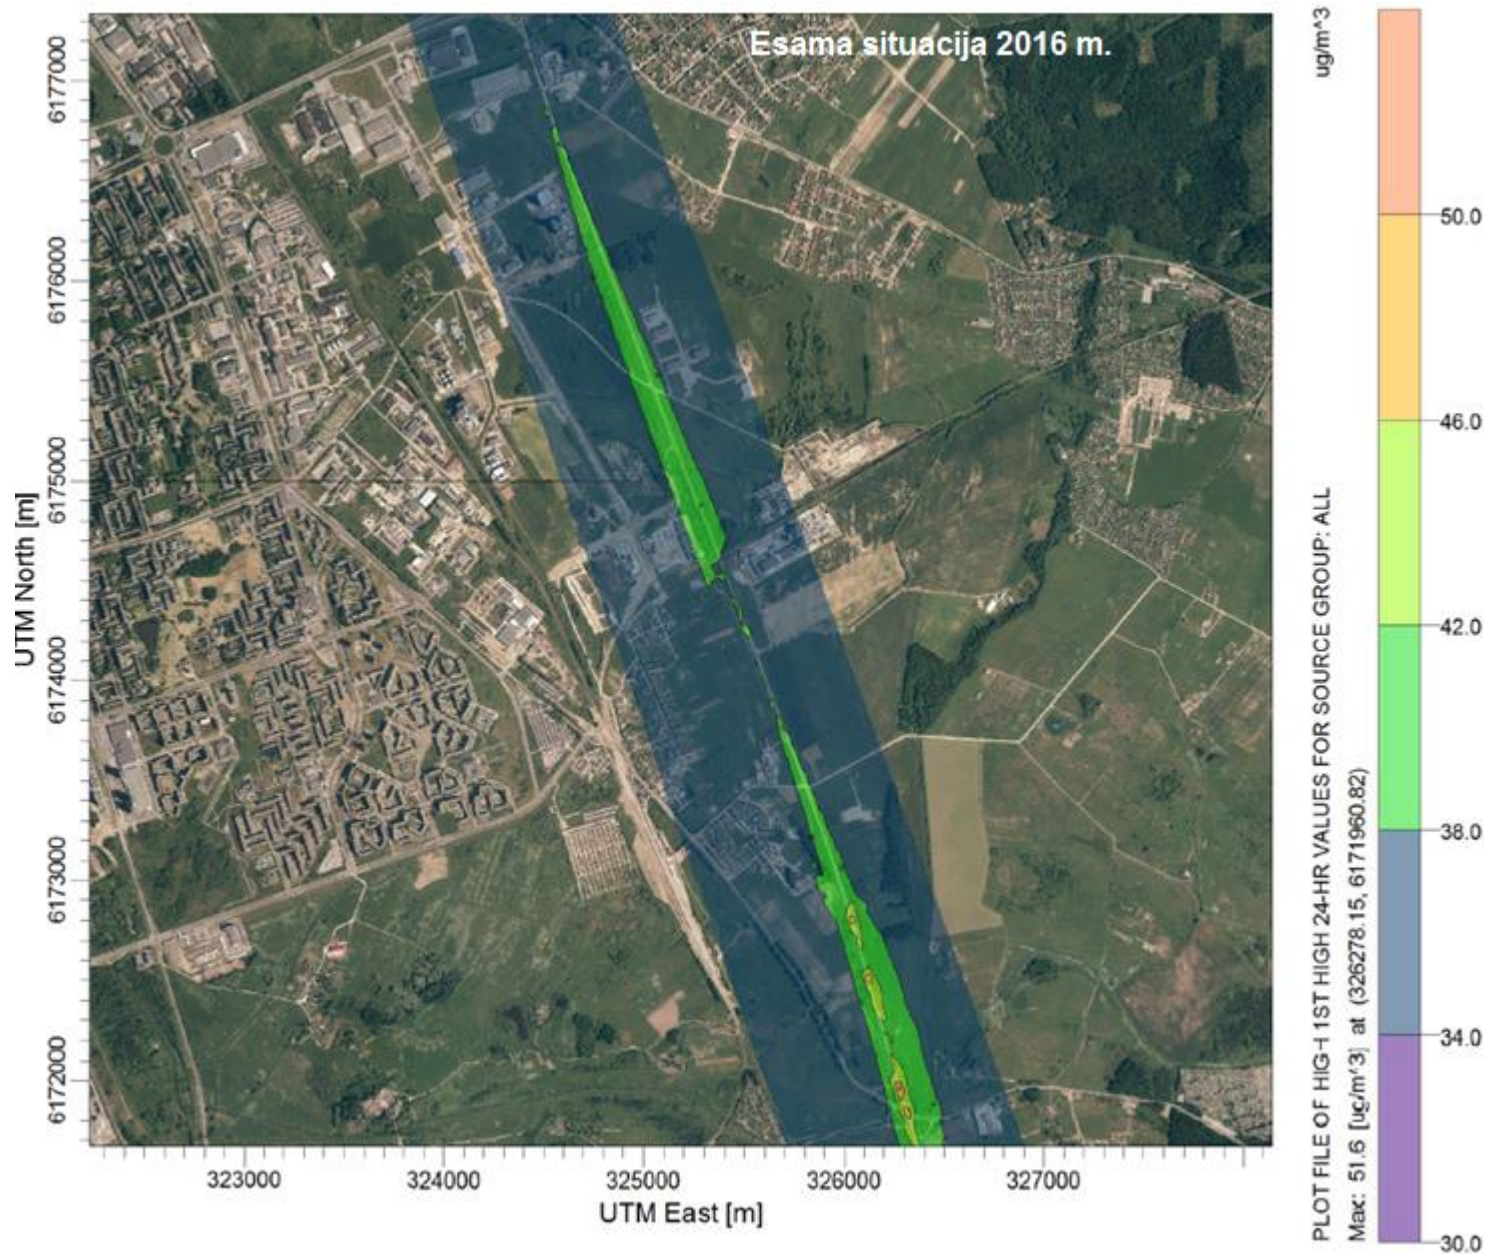 Esama situacija 2016 m.
UTM North [m]
6177000
6176000
6175000
6174000
6173000
6172000
323000
324000
325000
326000
327000
UTM East [m]
PLOT FILE OF HIGH 1ST HIGH 24-HR VALUES FOR SOURCE GROUP: ALL
ug/m^3
Max: 51.6 [ug/m^3] at (326278.15, 6171960.82)
50.0
46.0
42.0
38.0
34.0
30.0